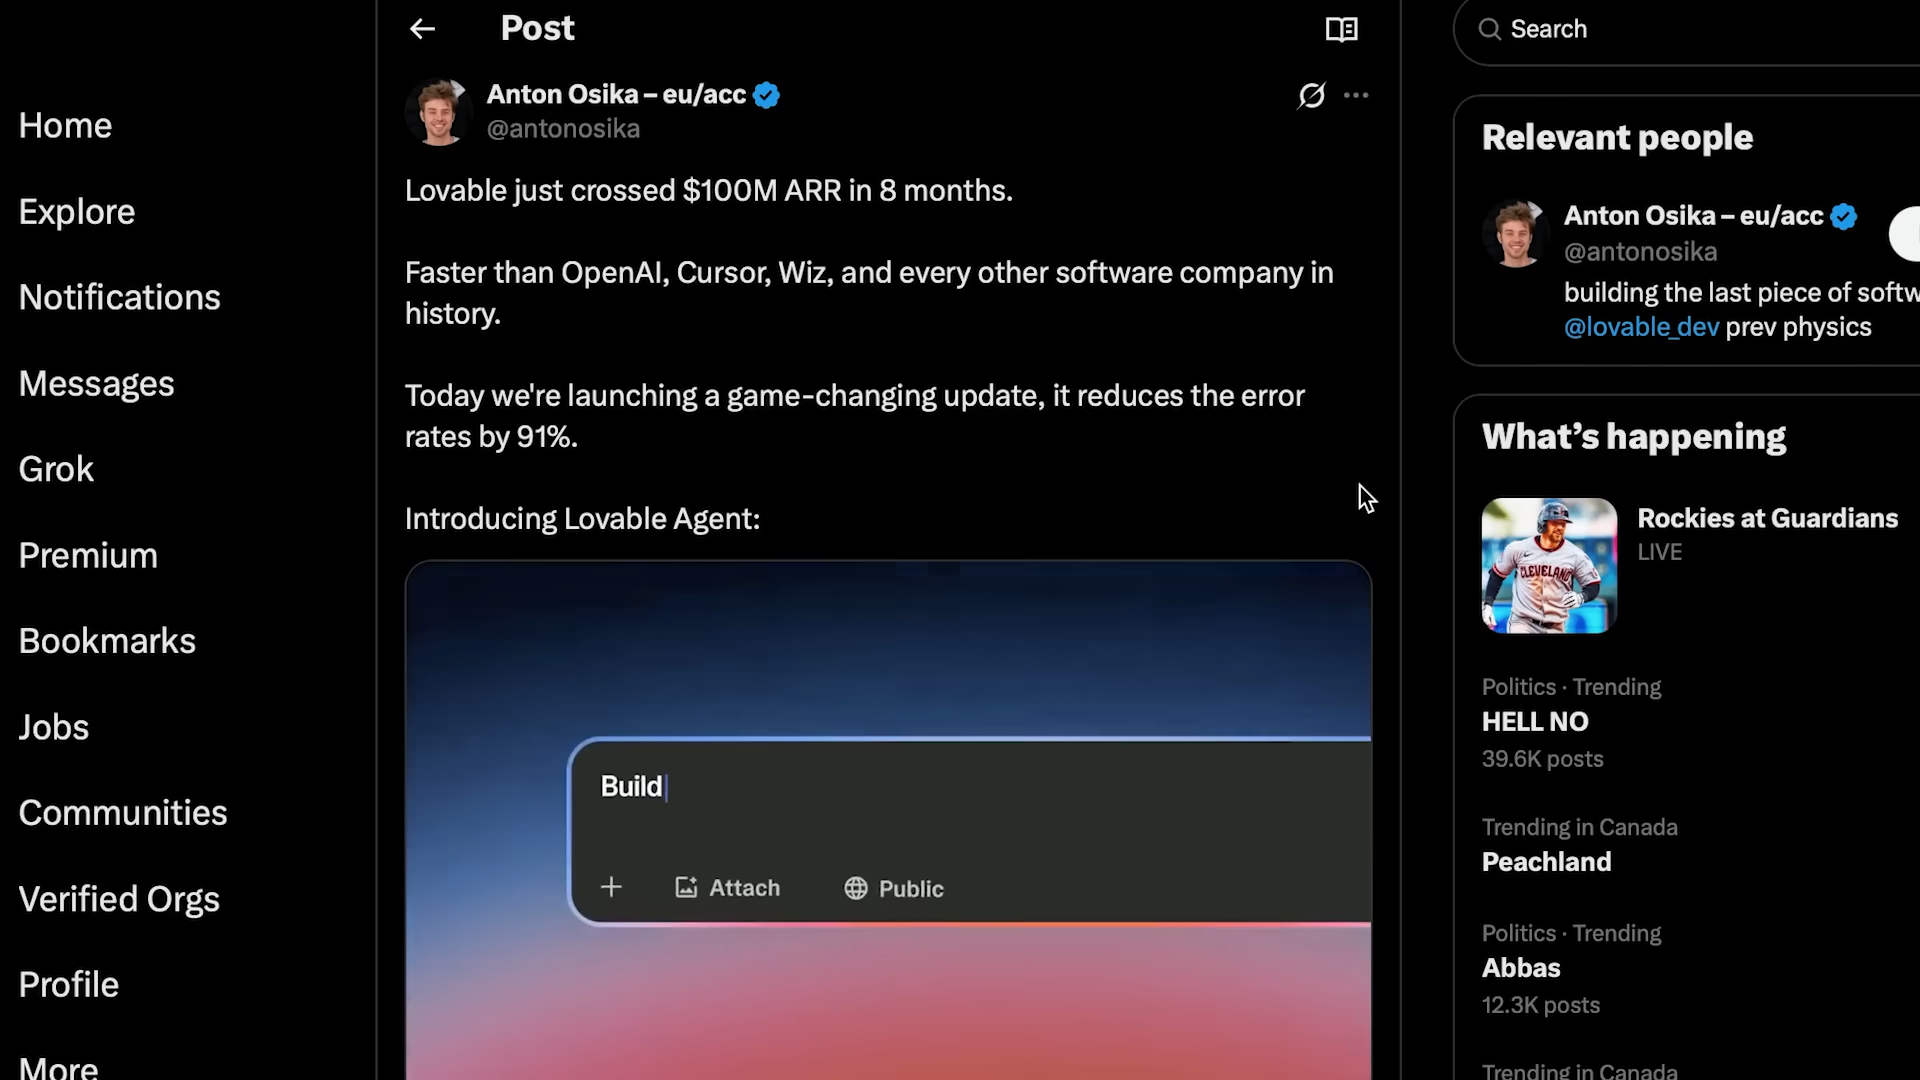 Home
Explore
Notifications
Messages
Grok
Premium
Bookmarks
Jobs
Communities
Verified Orgs
Profile
More
Post
Anton Osika – eu/acc
@antonosika
Lovable just crossed $100M ARR in 8 months.
Faster than OpenAI, Cursor, Wiz, and every other software company in
history.
Today we're launching a game-changing update, it reduces the error
rates by 91%.
Introducing Lovable Agent:
Build
Attach
Public
Search
Relevant people
Anton Osika – eu/acc
@antonosika
building the last piece of softw
@lovable_dev prev physics
What's happening
CLEVELAND
Rockies at Guardians
LIVE
Politics · Trending
HELL NO
39.6K posts
Trending in Canada
Peachland
Politics · Trending
Abbas
12.3K posts
Trending in Canada